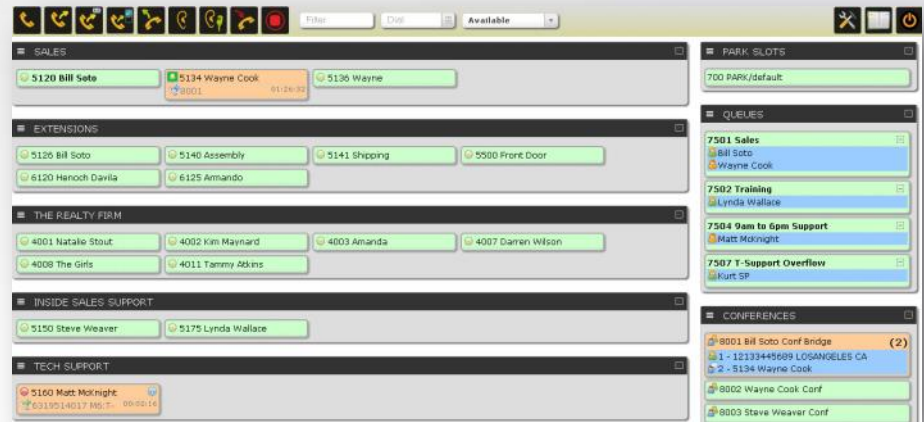 Filter
Dial
Available
SALES
5120 Bill Soto
5134 Wayne Cook
8001 01:26:32
5136 Wayne
EXTENSIONS
5126 Bill Soto
5140 Assembly
5141 Shipping
5500 Front Door
6120 Henoch Davila
6125 Armando
THE REALTY FIRM
4001 Natalie Stout
4002 Kim Maynard
4003 Amanda
4007 Darren Wilson
4008 The Girls
4011 Tammy Atkins
INSIDE SALES SUPPORT
5150 Steve Weaver
5175 Lynda Wallace
TECH SUPPORT
5160 Matt McKnight
6319514017 M6:T- 00:02:16
PARK SLOTS
700 PARK/default
QUEUES
7501 Sales
Bill Soto
Wayne Cook
7502 Training
Lynda Wallace
7504 9am to 6pm Support
Matt McKnight
7507 T-Support Overflow
Kurt SP
CONFERENCES
8001 Bill Soto Conf Bridge (2)
1 - 12133445689 LOSANGELES CA
2 - 5134 Wayne Cook
8002 Wayne Cook Conf
8003 Steve Weaver Conf